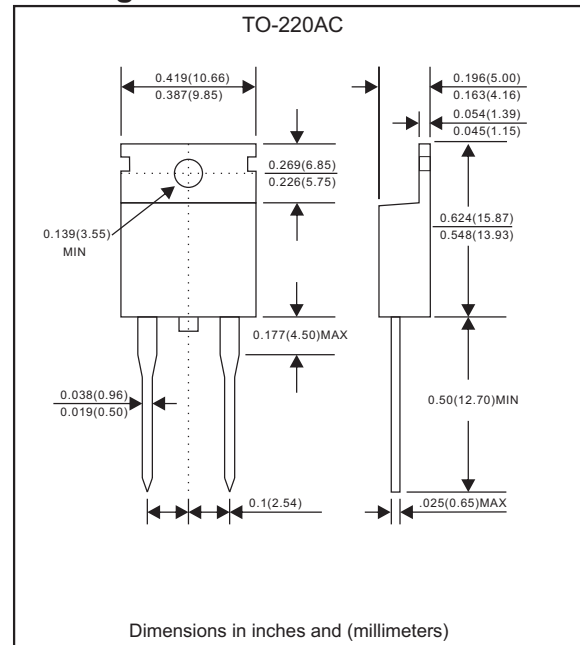 TO-220AC
0.419(10.66)
0.387(9.85)
0.196(5.00)
0.163(4.16)
0.054(1.39)
0.045(1.15)
0.269(6.85)
0.226(5.75)
0.139(3.55)
MIN
0.624(15.87)
0.548(13.93)
0.177(4.50)MAX
0.038(0.96)
0.019(0.50)
0.50(12.70)MIN
0.1(2.54)
.025(0.65)MAX
Dimensions in inches and (millimeters)